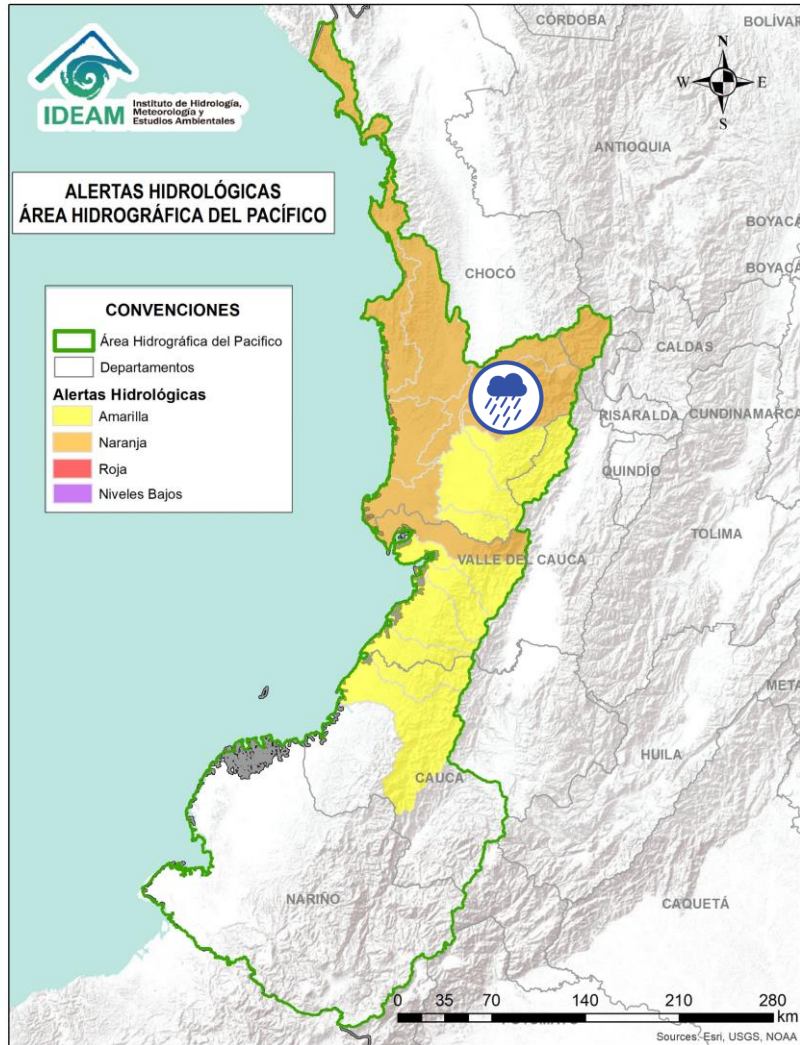 IDEAM
Instituto de Hidrología,
Meteorología y
Estudios Ambientales
ALERTAS HIDROLÓGICAS
ÁREA HIDROGRÁFICA DEL PACÍFICO
CONVENCIONES
Área Hidrográfica del Pacifico
Departamentos
Alertas Hidrológicas
Amarilla
Naranja
Roja
Niveles Bajos
N
W E
S
CÓRDOBA
BOLÍVAR
ANTIOQUIA
BOYACÁ
BOYACÁ
CHOCÓ
CALDAS
RISARALDA
CUNDINAMARCA
QUINDÍO
TOLIMA
VALLE DEL CAUCA
META
HUILA
CAUCA
NARIÑO
CAQUETÁ
0 35 70 140 210 280
km
Sources: Esri, USGS, NOAA